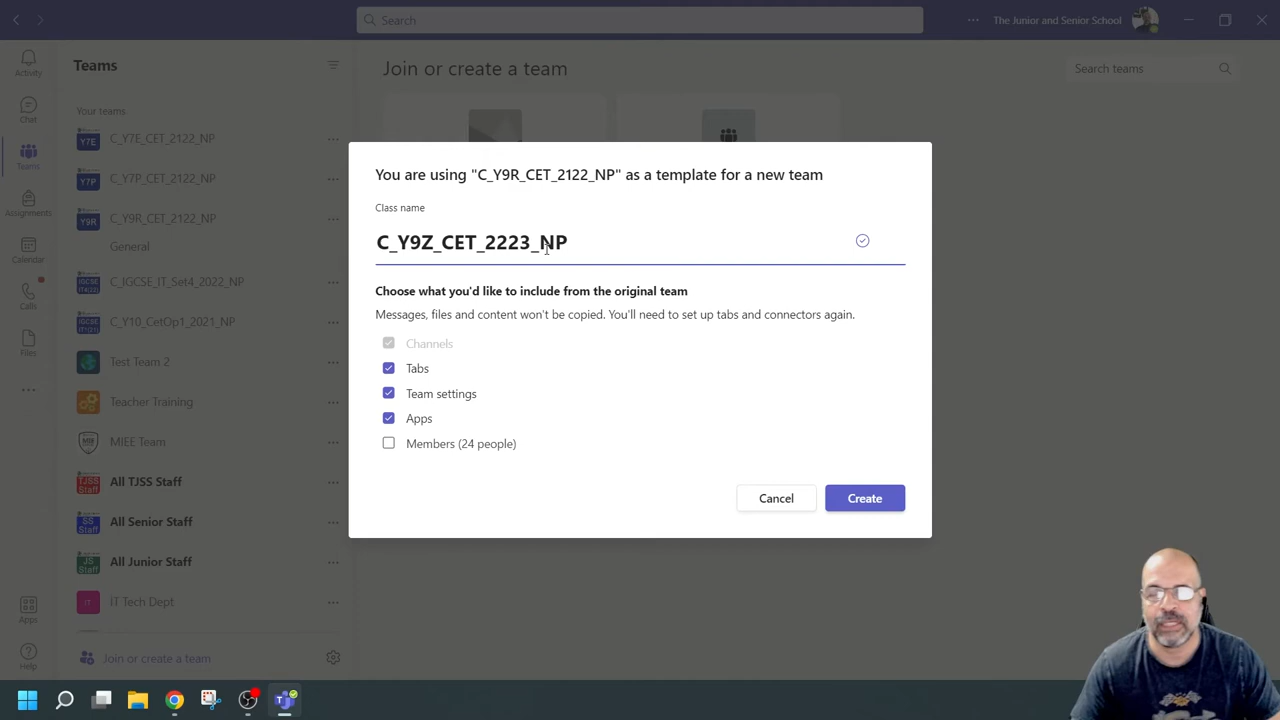 Search
The Junior and Senior School
Activity
Chat
Teams
Assignments
Calendar
Calls
Files
Apps
Help
Teams
Your teams
Y7E C_Y7E_CET_2122_NP
Y7P C_Y7P_CET_2122_NP
Y9R C_Y9R_CET_2122_NP
General
C_IGCSE_IT_Set4_2022_NP
C_Y10_CetOp1_2021_NP
Test Team 2
Teacher Training
MIEE Team
All TJSS Staff
All Senior Staff
All Junior Staff
IT IT Tech Dept
Join or create a team
Join or create a team
Search teams
You are using "C_Y9R_CET_2122_NP" as a template for a new team
Class name
C_Y9Z_CET_2223_NP
Choose what you'd like to include from the original team
Messages, files and content won't be copied. You'll need to set up tabs and connectors again.
Channels
Tabs
Team settings
Apps
Members (24 people)
Cancel
Create